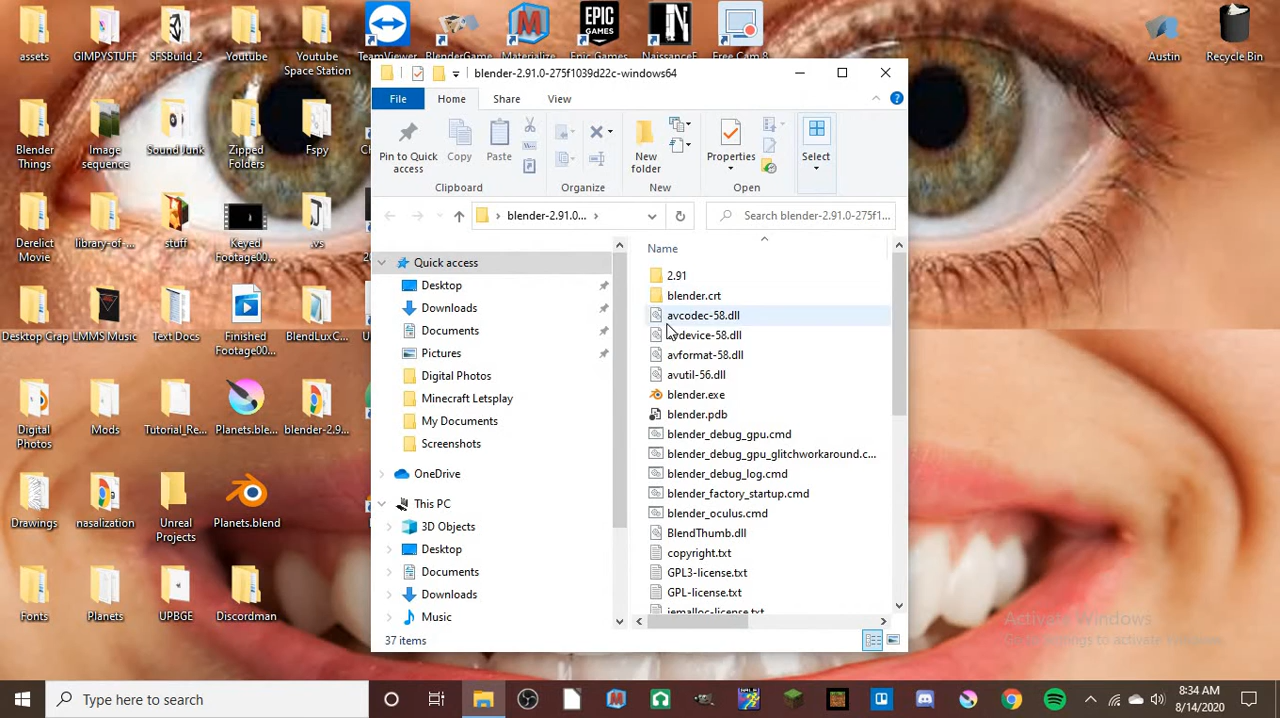 assets
GIMPYSTUFF
SFSBuild_2
Youtube
Youtube Space Station
TeamViewer
BlenderGame
Materialize
Epic Games
NaissanceE
Free Cam 8
Austin
Recycle Bin
blender-2.91.0-275f1039d22c-windows64
File
Home
Share
View
Pin to Quick access
Copy
Paste
New folder
Properties
Select
Clipboard
Organize
New
Open
blender-2.91.0...
Search blender-2.91.0-275f1...
Blender Things
Image sequence
Sound Junk
Zipped Folders
Fspy
Derelict Movie
library-of-...
stuff
Keyed Footage00...
.vs
Desktop Crap
LMMS Music
Text Docs
Finished Footage00...
BlendLuxC...
Digital Photos
Mods
Tutorial_Re...
Planets.ble...
blender-2.9...
Drawings
nasalization
Unreal Projects
Planets.blend
Fonts
Planets
UPBGE
Discordman
Quick access
Desktop
Downloads
Documents
Pictures
Digital Photos
Minecraft Letsplay
My Documents
Screenshots
OneDrive
This PC
3D Objects
Desktop
Documents
Downloads
Music
Name
2.91
blender.crt
avcodec-58.dll
avdevice-58.dll
avformat-58.dll
avutil-56.dll
blender.exe
blender.pdb
blender_debug_gpu.cmd
blender_debug_gpu_glitchworkaround.c...
blender_debug_log.cmd
blender_factory_startup.cmd
blender_oculus.cmd
BlendThumb.dll
copyright.txt
GPL3-license.txt
GPL-license.txt
jemalloc-license.txt
37 items
Activate Windows
Go to Settings to activate Windows.
Type here to search
8:34 AM
8/14/2020